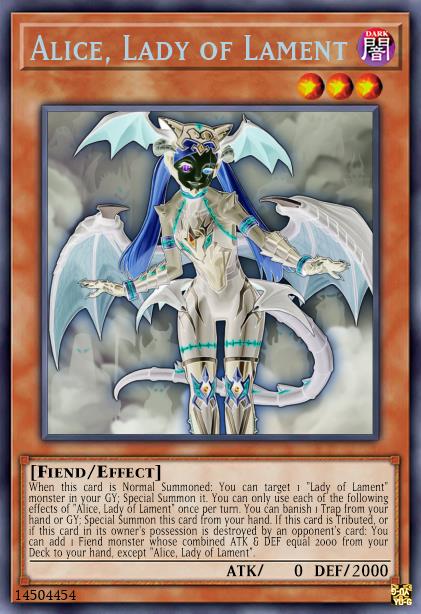 ALICE, LADY OF LAMENT
DARK
闇
[FIEND/EFFECT]
When this card is Normal Summoned: You can target 1 "Lady of Lament"
monster in your GY; Special Summon it. You can only use each of the following
effects of "Alice, Lady of Lament" once per turn. You can banish 1 Trap from your
hand or GY; Special Summon this card from your hand. If this card is Tributed, or
if this card in its owner's possession is destroyed by an opponent's card: You
can add 1 Fiend monster whose combined ATK & DEF equal 2000 from your
Deck to your hand, except "Alice, Lady of Lament".
ATK/ 0 DEF/2000
14504454